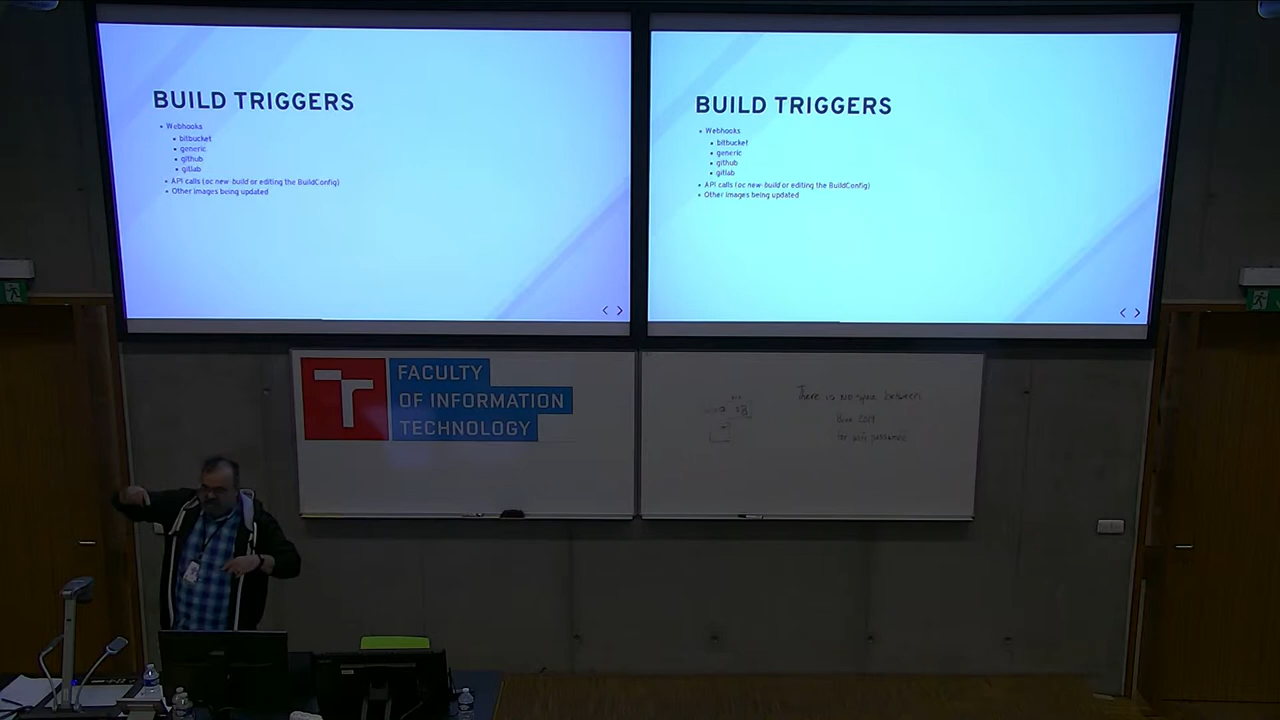 BUILD TRIGGERS
Webhooks
bitbucket
generic
github
gitlab
API calls (oc new-build or editing the BuildConfig)
Other images being updated
BUILD TRIGGERS
Webhooks
bitbucket
generic
github
gitlab
API calls (oc new-build or editing the BuildConfig)
Other images being updated
FACULTY
OF INFORMATION
TECHNOLOGY
There is no space between